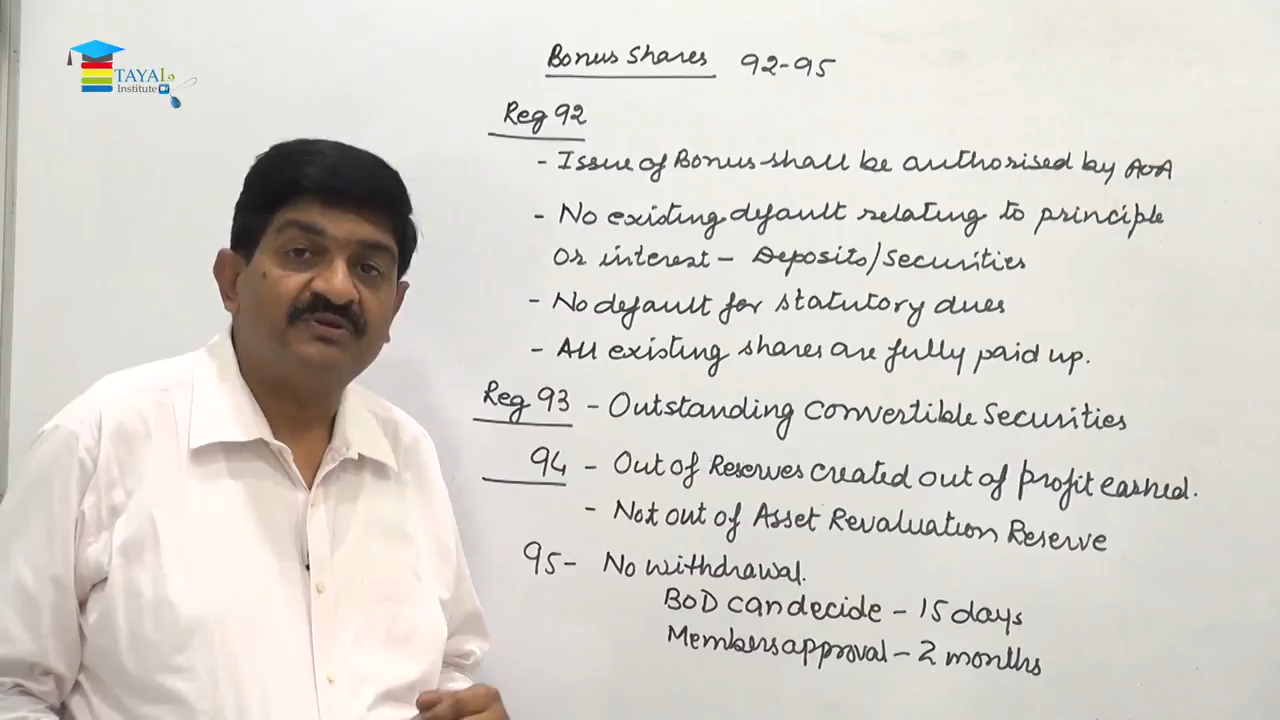 TAYAL
Institute
Bonus Shares 92-95
Reg 92
- Issue of Bonus shall be authorised by AOA
- No existing default relating to principle
or interest - Deposits/securities
- No default for statutory dues
- All existing shares are fully paid up.
Reg 93 - Outstanding Convertible Securities
94 - Out of Reserves created out of profit earned.
- Not out of Asset Revaluation Reserve
95- No withdrawal.
BOD can decide - 15 days
Members approval - 2 months